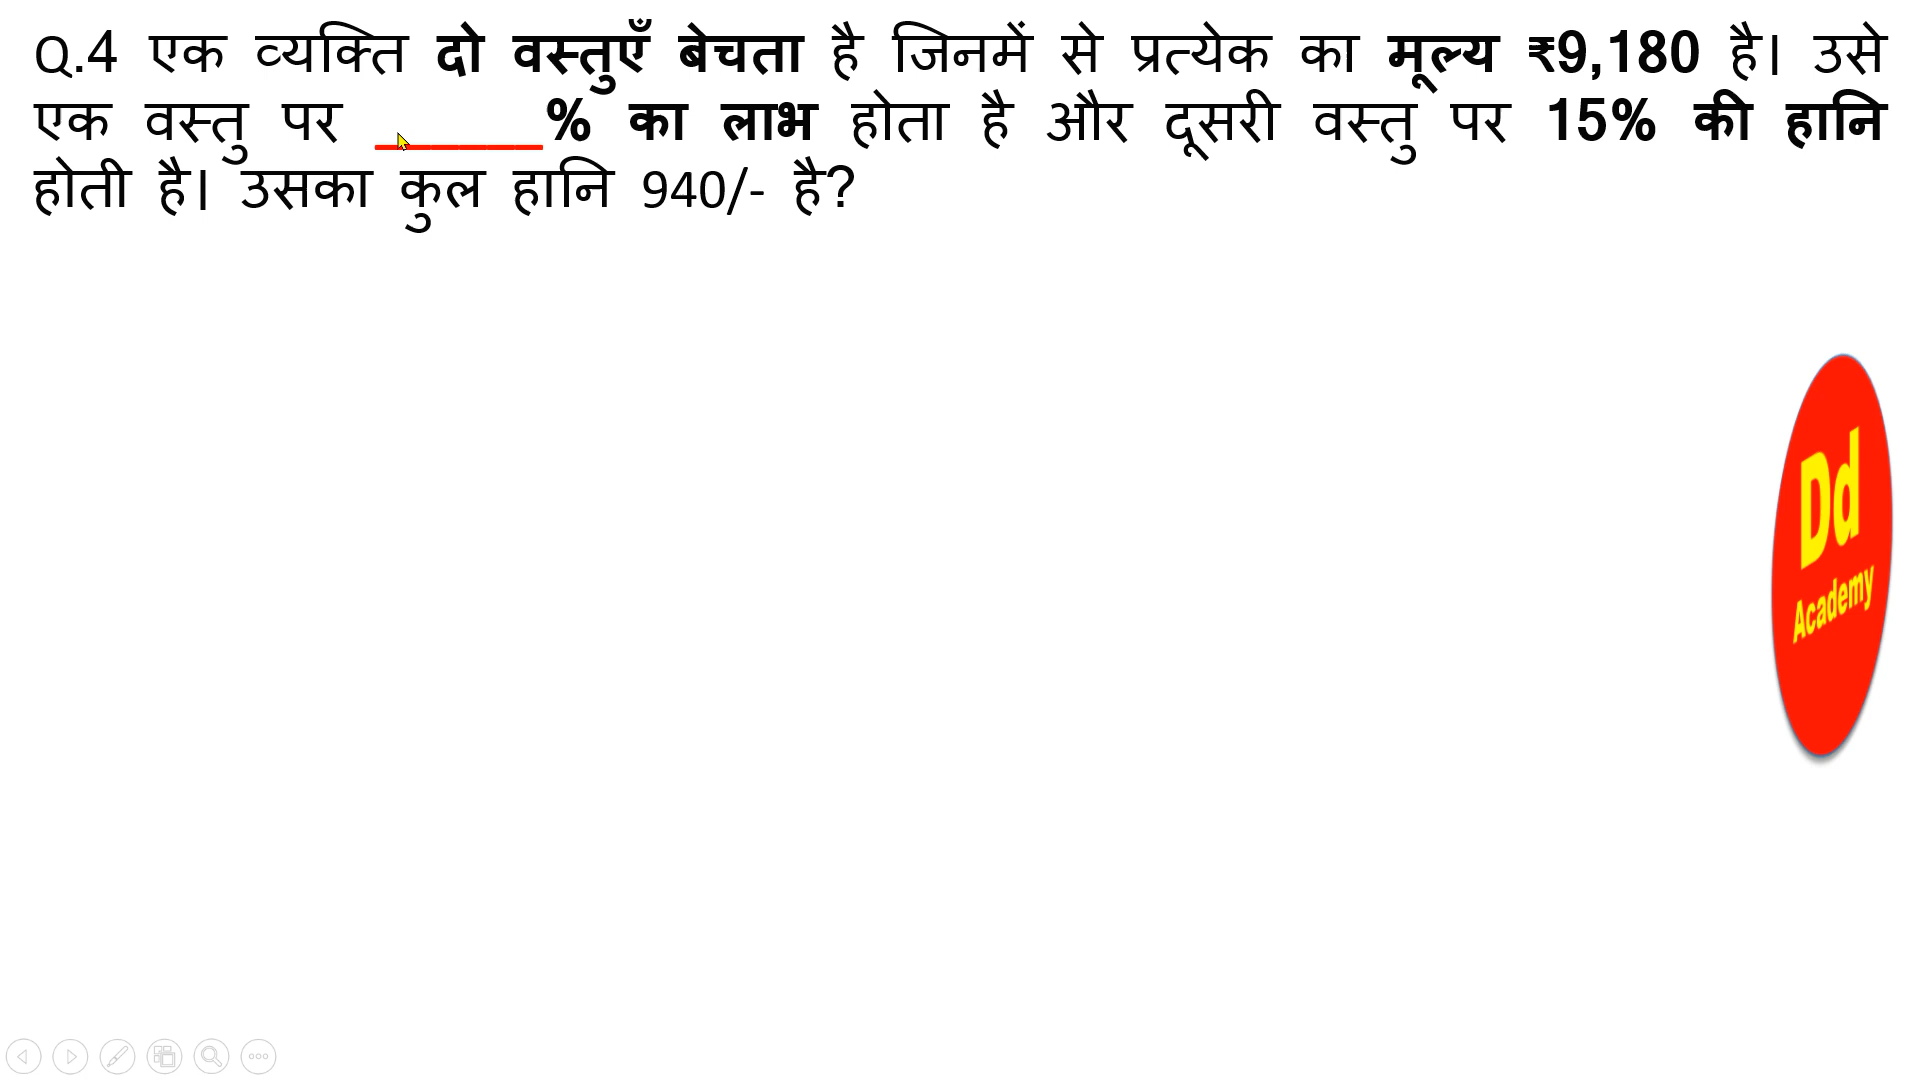 Q.4 एक व्यक्ति दो वस्तुएँ बेचता है जिनमें से प्रत्येक का मूल्य ₹9,180 है। उसे
एक वस्तु पर ______% का लाभ होता है और दूसरी वस्तु पर 15% की हानि
होती है। उसका कुल हानि 940/- है?
Dd
Academy